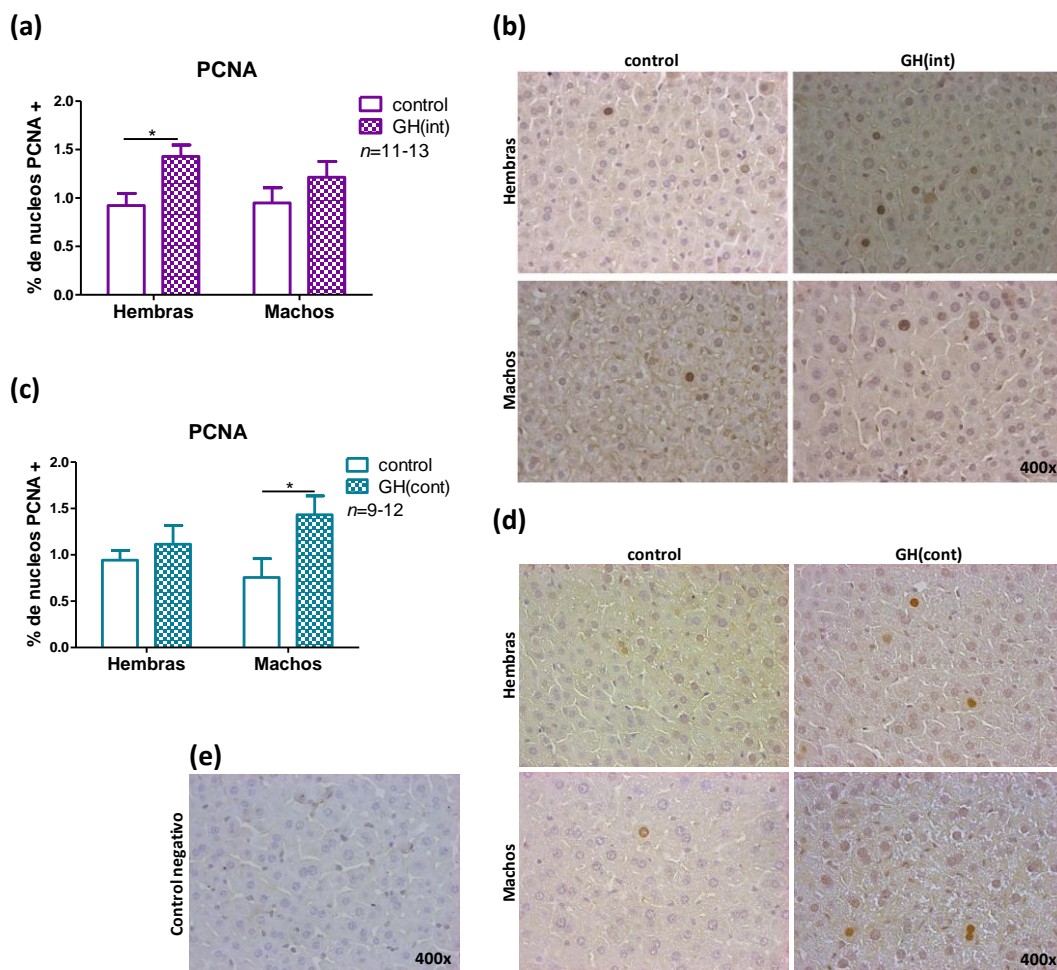 (a)
PCNA
% de nucleos PCNA +
2.0
1.5
1.0
0.5
0.0
*
Hembras
Machos
control
GH(int)
n=11-13
(b)
control
GH(int)
Hembras
Machos
400x
(c)
PCNA
% de nucleos PCNA +
2.0
1.5
1.0
0.5
0.0
*
Hembras
Machos
control
GH(cont)
n=9-12
(d)
control
GH(cont)
Hembras
Machos
400x
(e)
Control negativo
400x